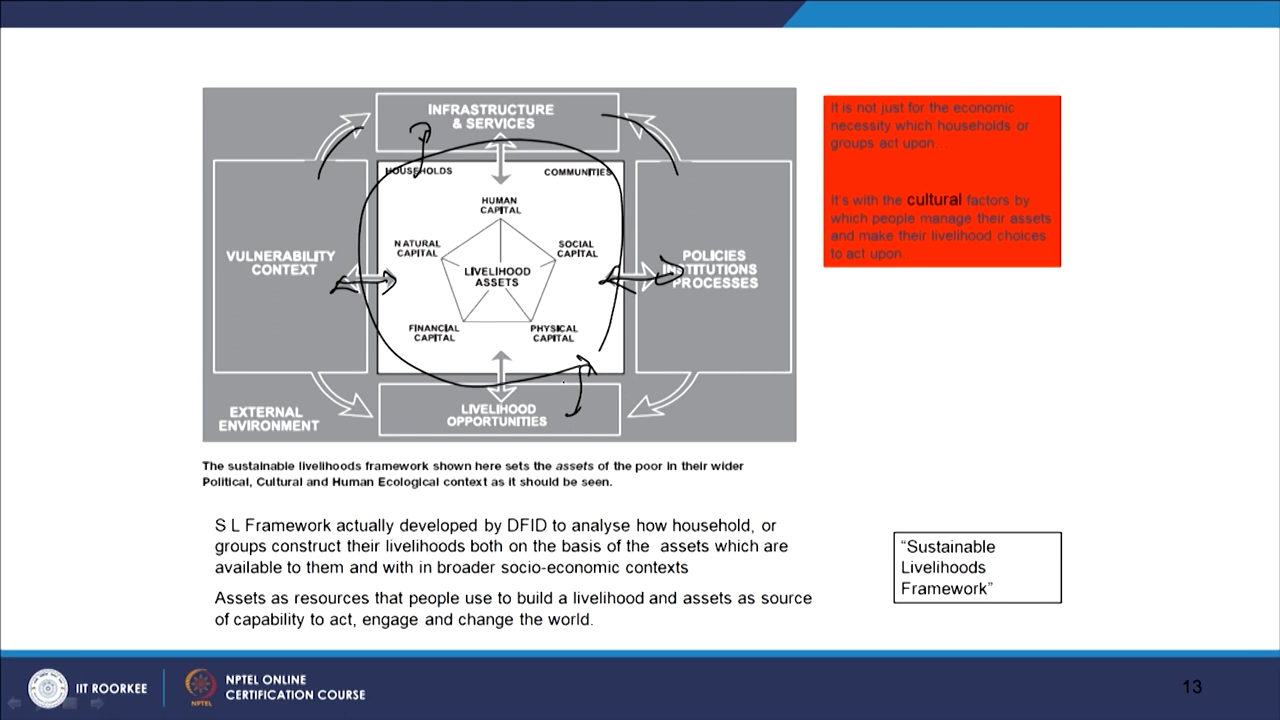 INFRASTRUCTURE
& SERVICES
HOUSEHOLDS
COMMUNITIES
HUMAN
CAPITAL
NATURAL
CAPITAL
SOCIAL
CAPITAL
LIVELIHOOD
ASSETS
FINANCIAL
CAPITAL
PHYSICAL
CAPITAL
VULNERABILITY
CONTEXT
POLICIES
INSTITUTIONS
PROCESSES
EXTERNAL
ENVIRONMENT
LIVELIHOOD
OPPORTUNITIES
It is not just for the economic
necessity which households or
groups act upon.
It's with the cultural factors by
which people manage their assets
and make their livelihood choices
to act upon.
The sustainable livelihoods framework shown here sets the assets of the poor in their wider
Political, Cultural and Human Ecological context as it should be seen.
S L Framework actually developed by DFID to analyse how household, or
groups construct their livelihoods both on the basis of the assets which are
available to them and with in broader socio-economic contexts
Assets as resources that people use to build a livelihood and assets as source
of capability to act, engage and change the world.
“Sustainable
Livelihoods
Framework”
IIT ROORKEE
NPTEL
NPTEL ONLINE
CERTIFICATION COURSE
13